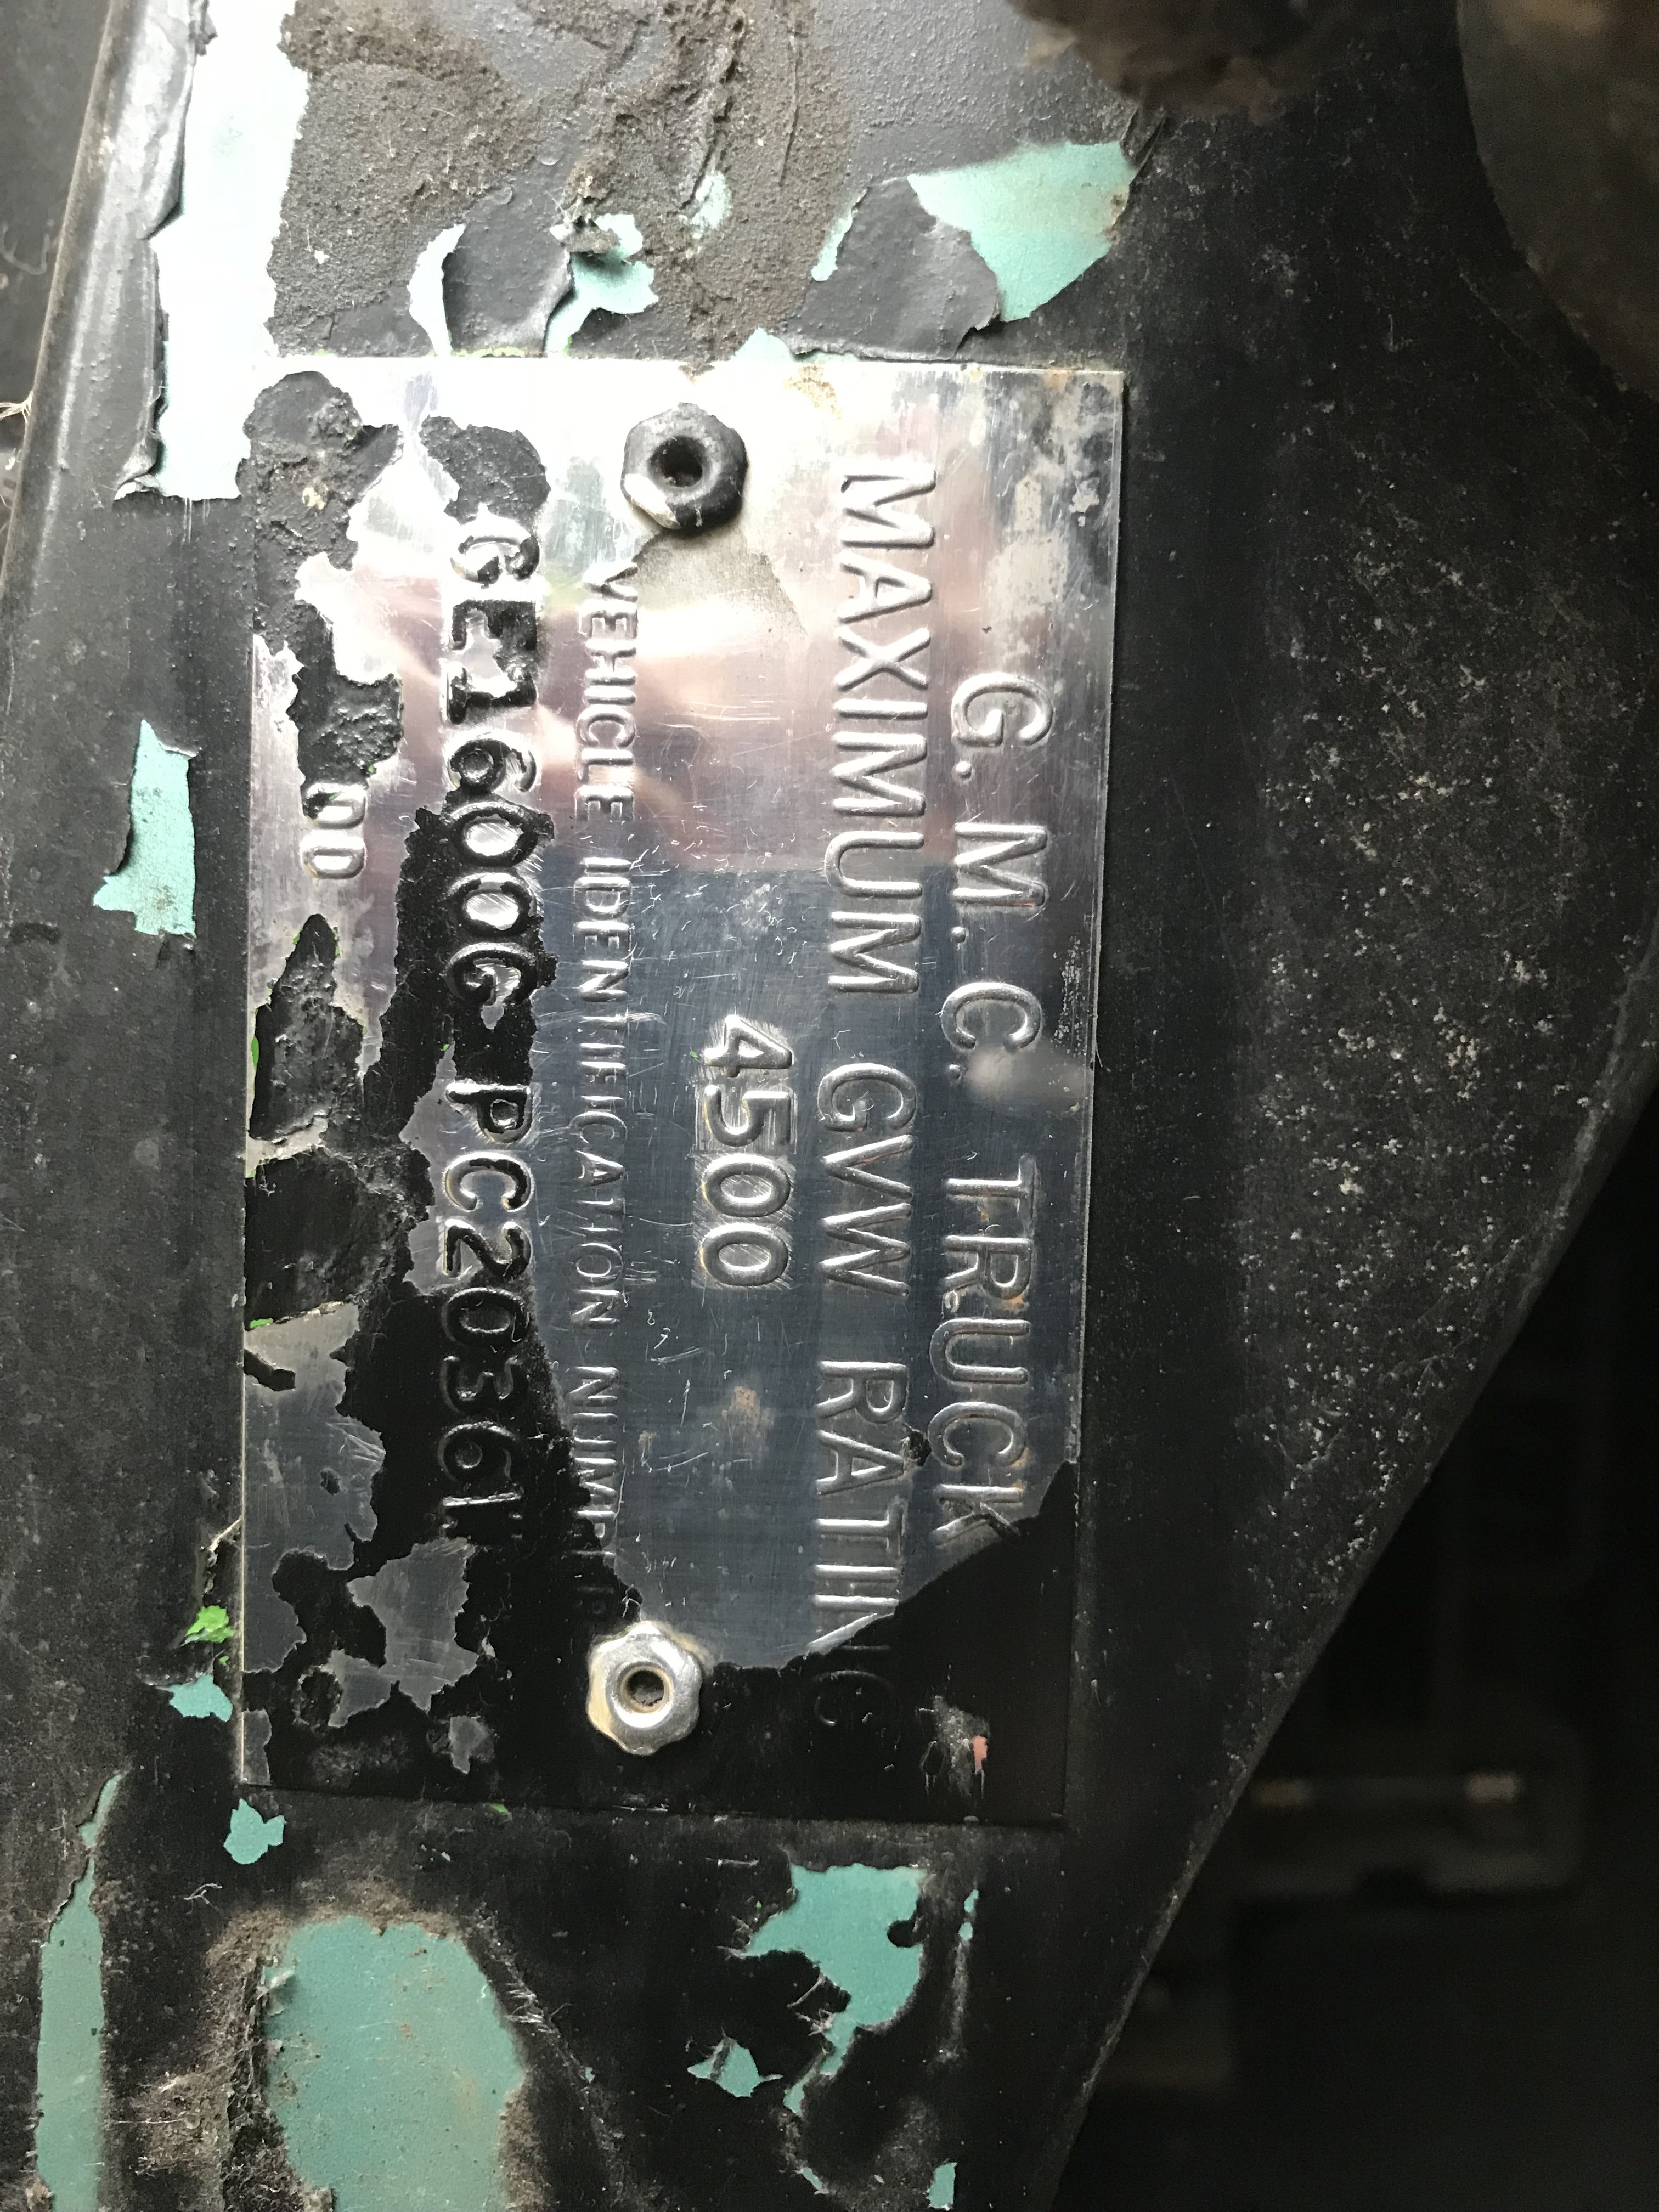 G. M. C. TRUCK
MAXIMUM GVW RATING
4500
VEHICLE IDENTIFICATION NUMBER
GE1600G PC20361